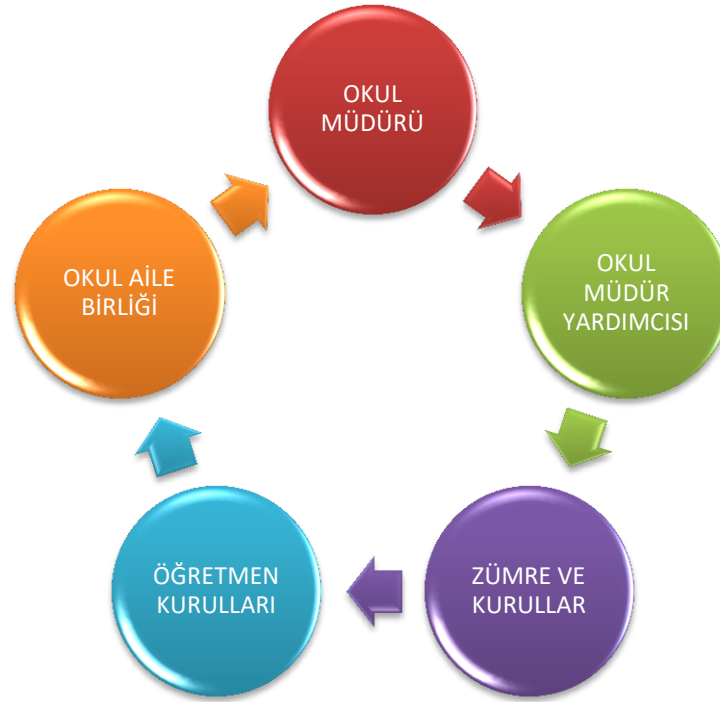 OKUL
MÜDÜRÜ
OKUL
MÜDÜR
YARDIMCISI
ZÜMRE VE
KURULLAR
ÖĞRETMEN
KURULLARI
OKUL AİLE
BİRLİĞİ